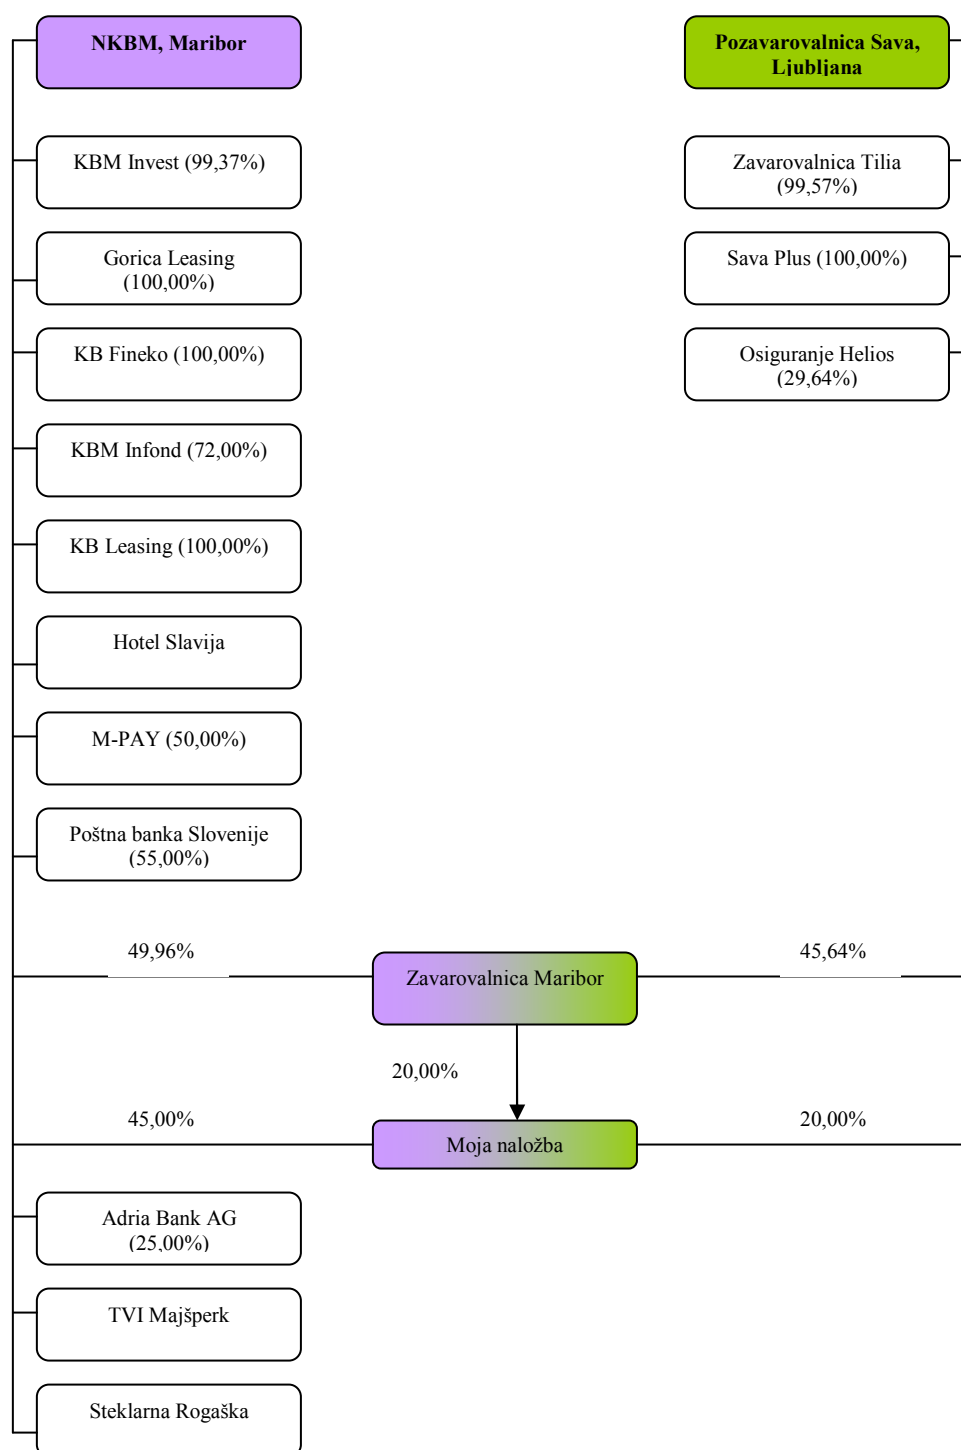 NKBM, Maribor
Pozavarovalnica Sava,
Ljubljana
KBM Invest (99,37%)
Zavarovalnica Tilia
(99,57%)
Gorica Leasing
(100,00%)
Sava Plus (100,00%)
KB Fineko (100,00%)
Osiguranje Helios
(29,64%)
KBM Infond (72,00%)
KB Leasing (100,00%)
Hotel Slavija
M-PAY (50,00%)
Poštna banka Slovenije
(55,00%)
49,96%
Zavarovalnica Maribor
45,64%
20,00%
45,00%
Moja naložba
20,00%
Adria Bank AG
(25,00%)
TVI Majšperk
Steklarna Rogaška